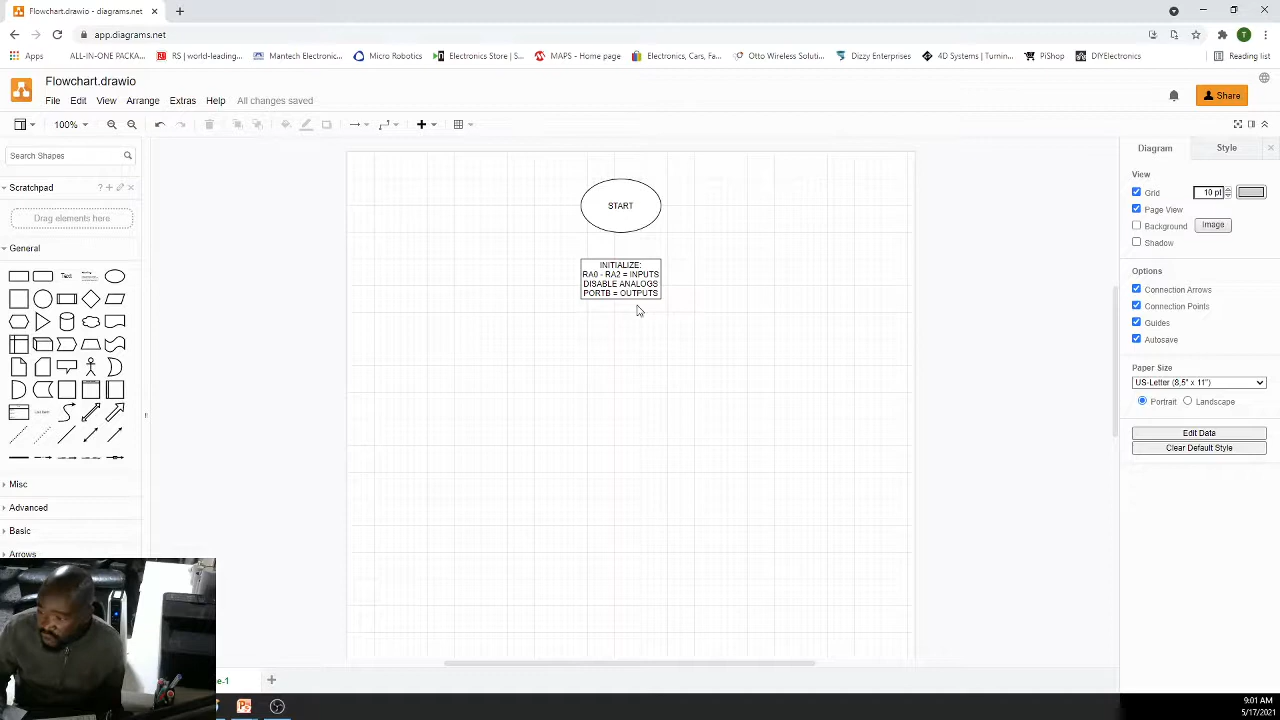 Flowchart.drawio - diagrams.net
app.diagrams.net
Apps
ALL-IN-ONE PACKA...
RS | world-leading...
Mantech Electronic...
Micro Robotics
Electronics Store | S...
MAPS - Home page
Electronics, Cars, Fa...
Otto Wireless Soluti...
Dizzy Enterprises
4D Systems | Turnin...
PiShop
DIYElectronics
Reading list
Flowchart.drawio
File Edit View Arrange Extras Help All changes saved
Share
100%
Search Shapes
Scratchpad
Drag elements here
General
Text
Misc
Advanced
Basic
Arrows
START
INITIALIZE:
RA0 - RA2 = INPUTS
DISABLE ANALOGS
PORTB = OUTPUTS
Diagram Style
View
Grid 10 pt
Page View
Background Image
Shadow
Options
Connection Arrows
Connection Points
Guides
Autosave
Paper Size
US-Letter (8,5" x 11")
Portrait Landscape
Edit Data
Clear Default Style
e-1
9:01 AM
5/17/2021